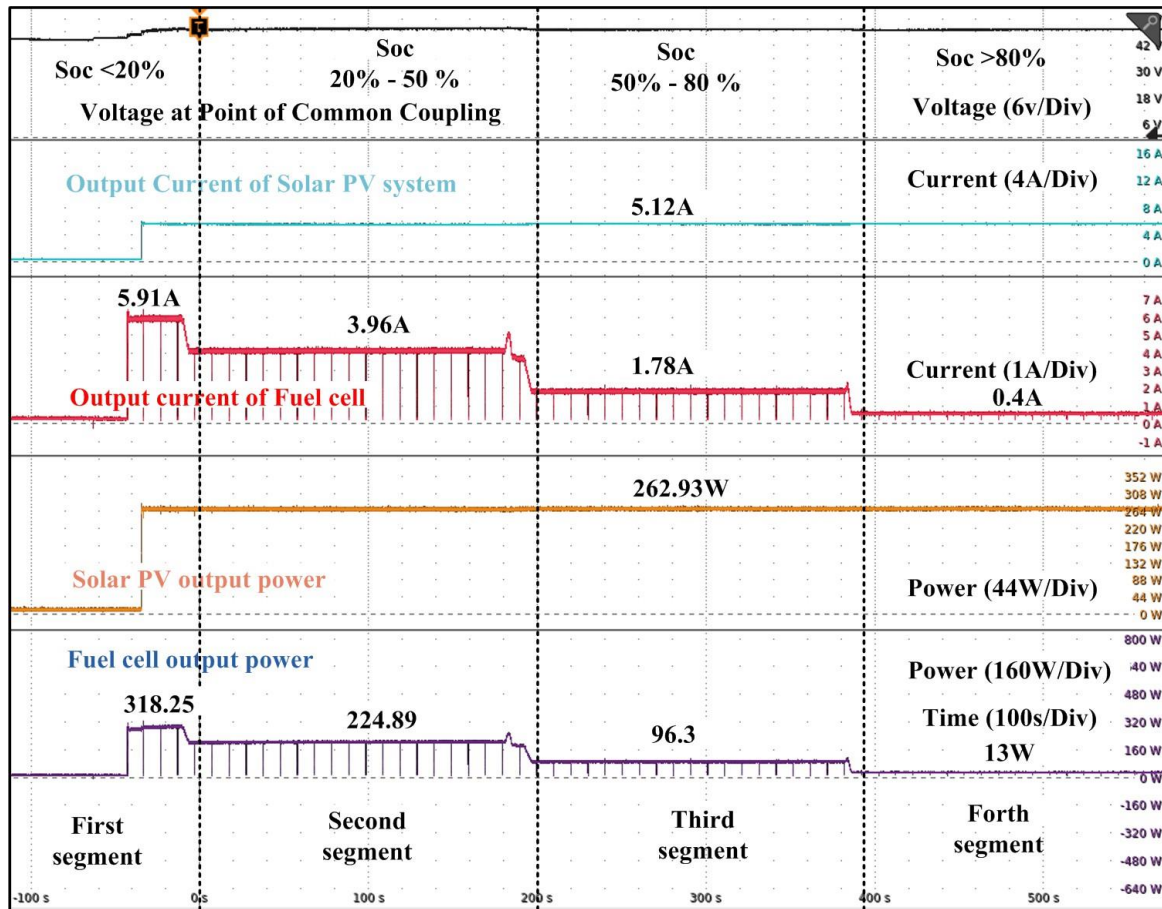 T
Soc <20%
Soc
20% - 50 %
Soc
50% - 80 %
Soc >80%
Voltage at Point of Common Coupling
Voltage (6v/Div)
42 V
30 V
18 V
6 V
Output Current of Solar PV system
5.12A
Current (4A/Div)
16 A
12 A
8 A
4 A
0 A
5.91A
3.96A
1.78A
Current (1A/Div)
0.4A
Output current of Fuel cell
7 A
6 A
5 A
4 A
3 A
2 A
1 A
0 A
-1 A
262.93W
Solar PV output power
Power (44W/Div)
352 W
308 W
264 W
220 W
176 W
132 W
88 W
44 W
0 W
Fuel cell output power
318.25
224.89
96.3
Power (160W/Div)
Time (100s/Div)
13W
800 W
40 W
480 W
320 W
160 W
0 W
-160 W
-320 W
-480 W
-640 W
First
segment
Second
segment
Third
segment
Forth
segment
-100 s
0 s
100 s
200 s
300 s
400 s
500 s